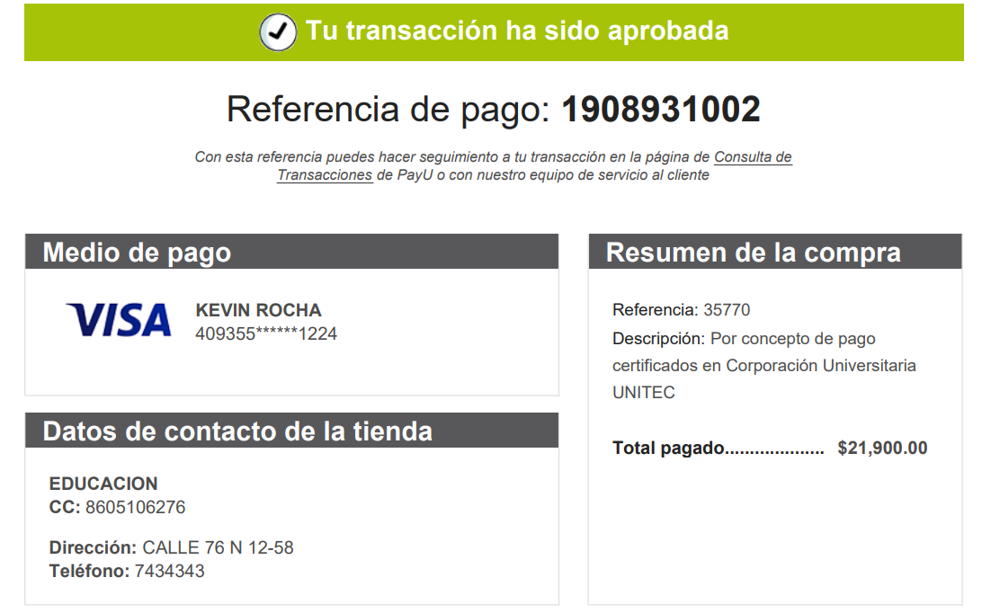 Tu transacción ha sido aprobada
Referencia de pago: 1908931002
Con esta referencia puedes hacer seguimiento a tu transacción en la página de Consulta de
Transacciones de PayU o con nuestro equipo de servicio al cliente
Medio de pago
VISA
KEVIN ROCHA
409355******1224
Datos de contacto de la tienda
EDUCACION
CC: 8605106276
Dirección: CALLE 76 N 12-58
Teléfono: 7434343
Resumen de la compra
Referencia: 35770
Descripción: Por concepto de pago
certificados en Corporación Universitaria
UNITEC
Total pagado.................... $21,900.00